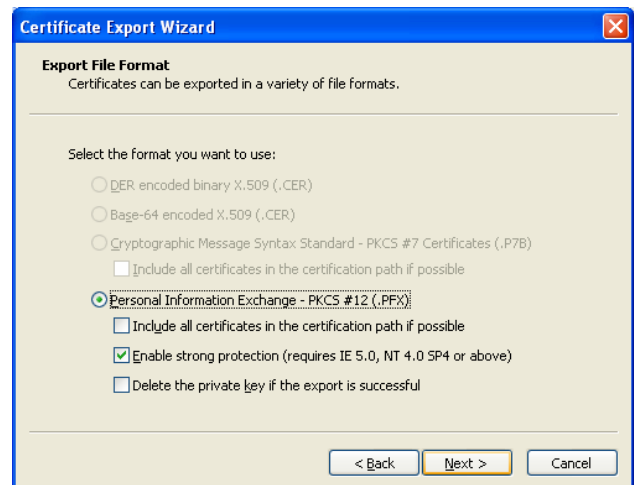 Certificate Export Wizard
Export File Format
Certificates can be exported in a variety of file formats.
Select the format you want to use:
DER encoded binary X.509 (.CER)
Base-64 encoded X.509 (.CER)
Cryptographic Message Syntax Standard - PKCS #7 Certificates (.P7B)
Include all certificates in the certification path if possible
Personal Information Exchange - PKCS #12 (.PFX)
Include all certificates in the certification path if possible
Enable strong protection (requires IE 5.0, NT 4.0 SP4 or above)
Delete the private key if the export is successful
< Back Next > Cancel